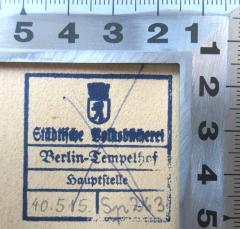 5 4 3 2 1
1
2
3
4
5
Städtische Volksbücherei
Berlin-Tempelhof
Hauptstelle
40.515 Sn 243